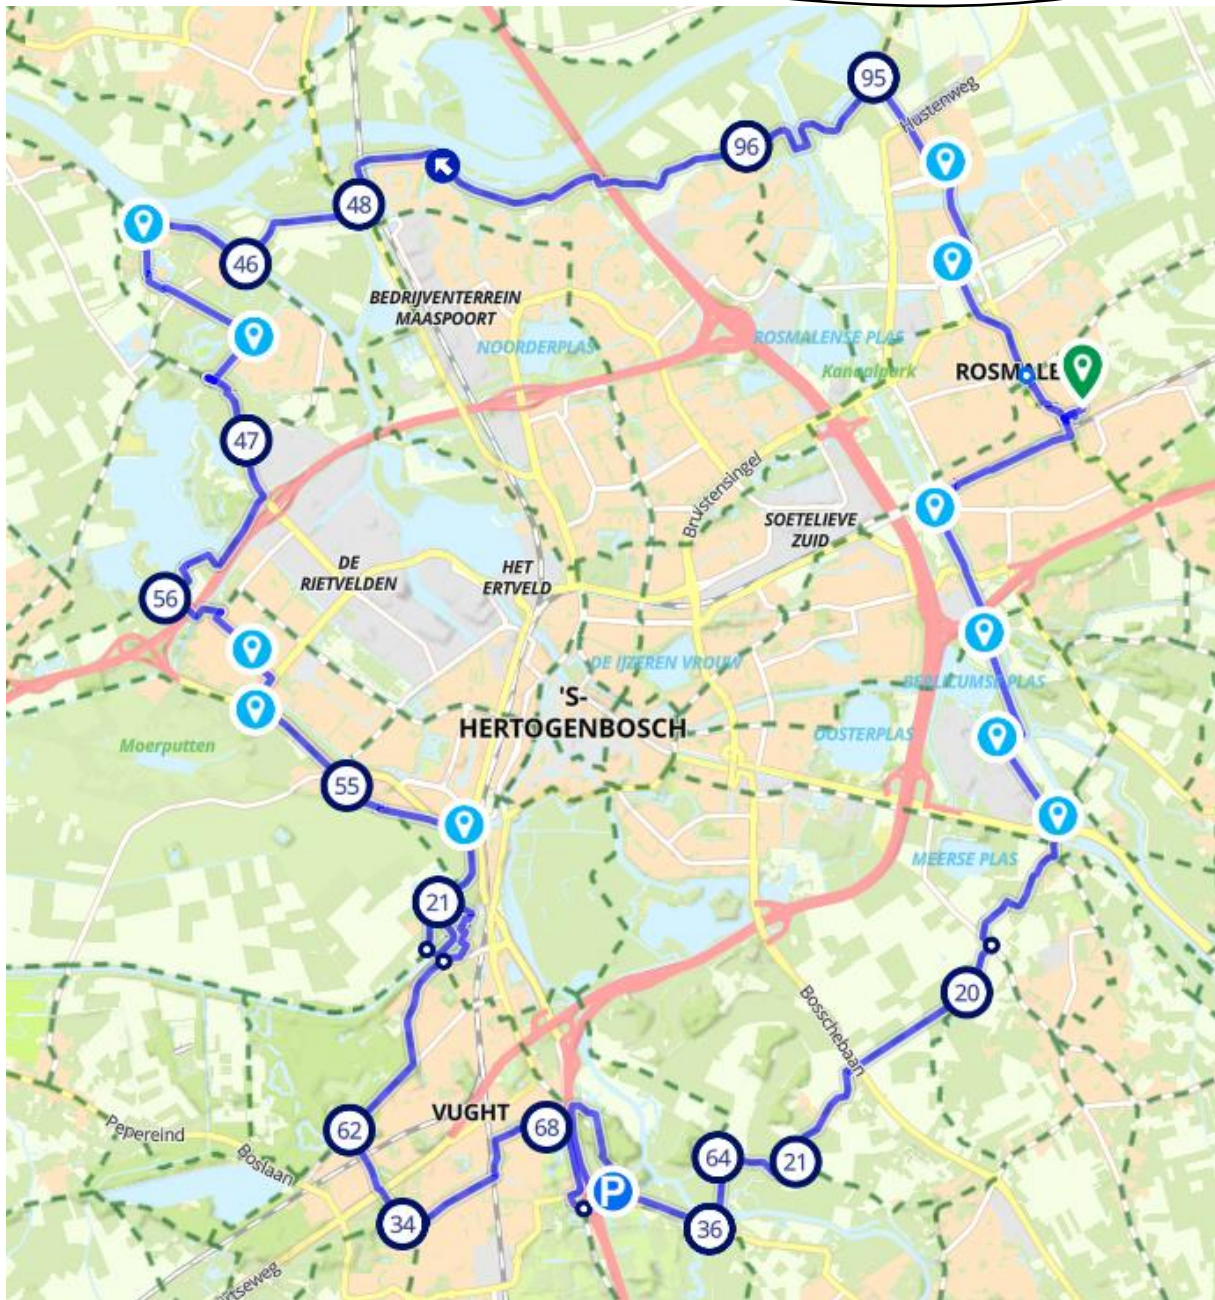 95
Hustenweg
96
48
46
BEDRIJVENTERREIN
MAASPOORT
NOORDERPLAS
ROSMALENSE PLAS
Kanaalpark
ROSMALE
47
Bruistensingel
SOETELIEVE
ZUID
DE
RIETVELDEN
HET
ERTVELD
56
DE IJZEREN VROUW
BERLICUMSE PLAS
'S-
HERTOGENBOSCH
OOSTERPLAS
Moerputten
55
MEERSE PLAS
21
20
Bosschebaan
VUGHT
68
62
Pepereind
Boslaan
64
21
P
34
36